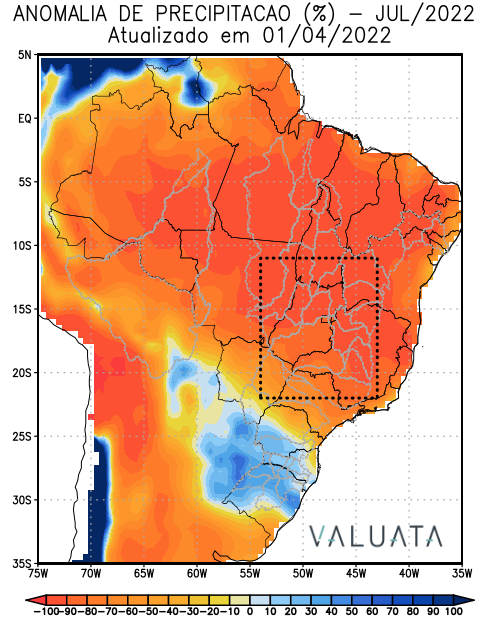 ANOMALIA DE PRECIPITACAO (%) – JUL/2022
Atualizado em 01/04/2022
5N
EQ
5S
10S
15S
20S
25S
30S
35S
VALUATA
75W 70W 65W 60W 55W 50W 45W 40W 35W
-100 -90 -80 -70 -60 -50 -40 -30 -20 -10 0 10 20 30 40 50 60 70 80 90 100